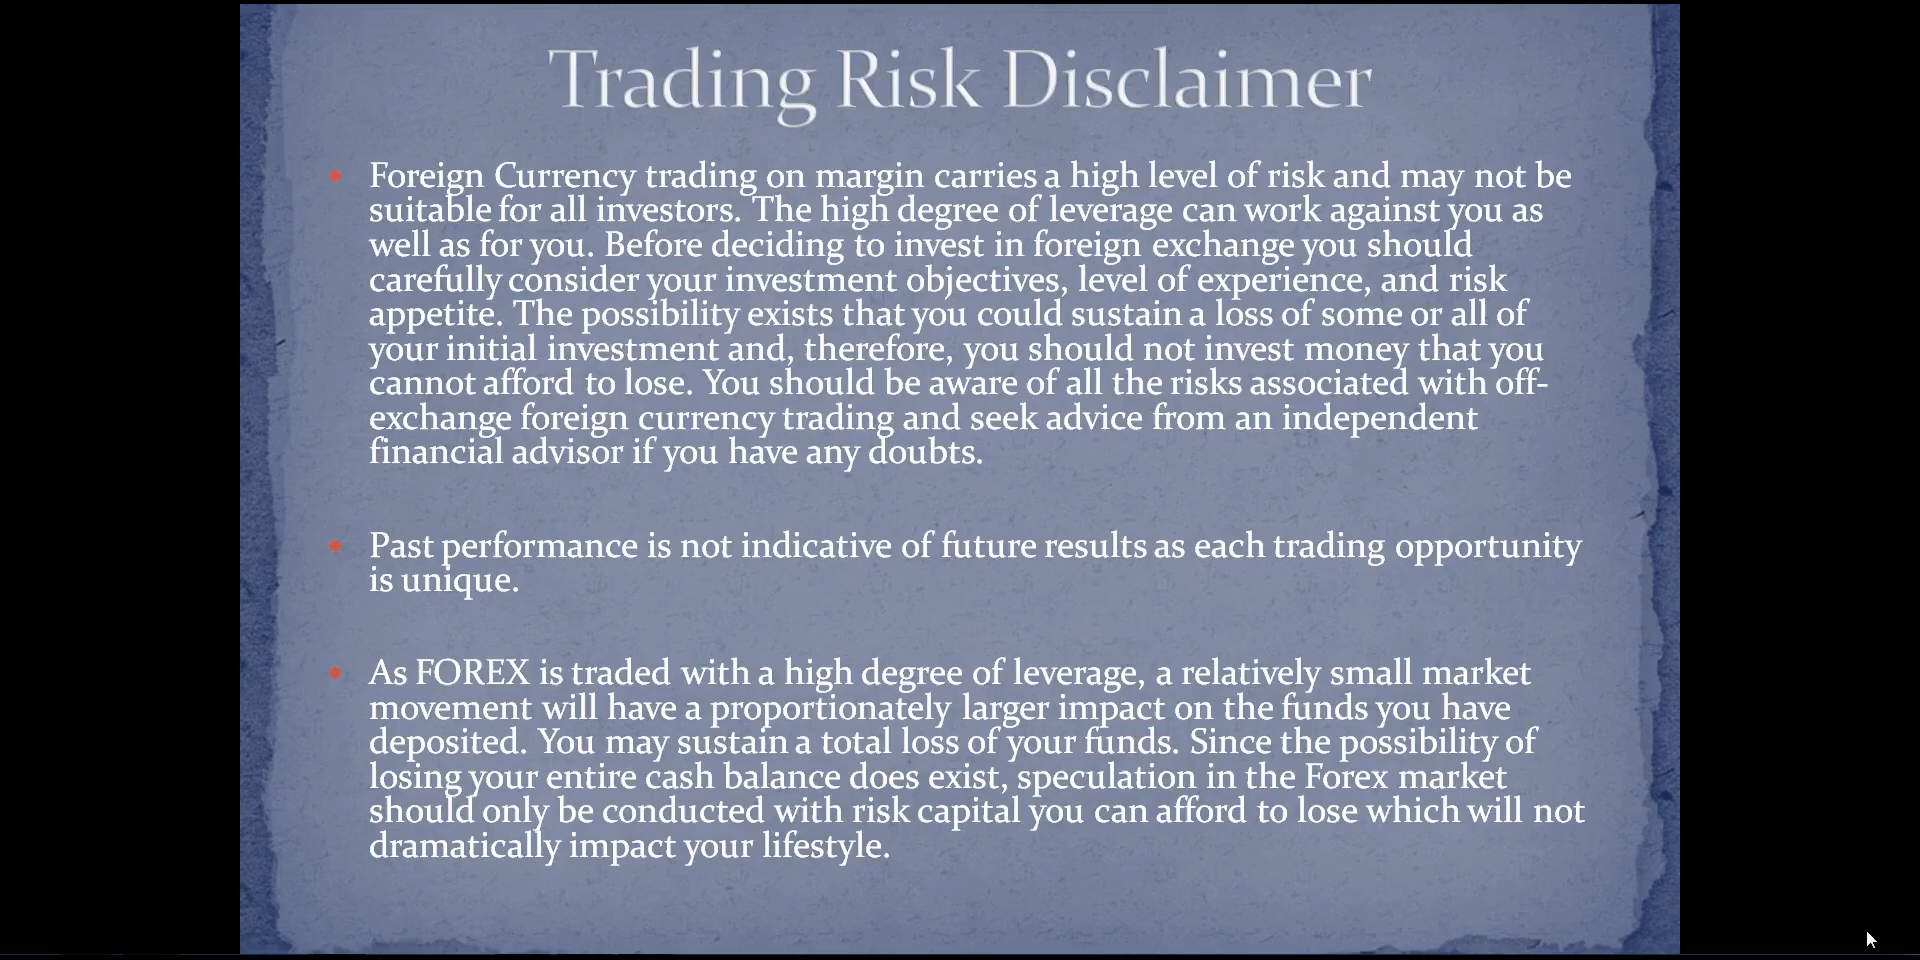 Trading Risk Disclaimer
• Foreign Currency trading on margin carries a high level of risk and may not be
suitable for all investors. The high degree of leverage can work against you as
well as for you. Before deciding to invest in foreign exchange you should
carefully consider your investment objectives, level of experience, and risk
appetite. The possibility exists that you could sustain a loss of some or all of
your initial investment and, therefore, you should not invest money that you
cannot afford to lose. You should be aware of all the risks associated with off-
exchange foreign currency trading and seek advice from an independent
financial advisor if you have any doubts.
• Past performance is not indicative of future results as each trading opportunity
is unique.
• As FOREX is traded with a high degree of leverage, a relatively small market
movement will have a proportionately larger impact on the funds you have
deposited. You may sustain a total loss of your funds. Since the possibility of
losing your entire cash balance does exist, speculation in the Forex market
should only be conducted with risk capital you can afford to lose which will not
dramatically impact your lifestyle.